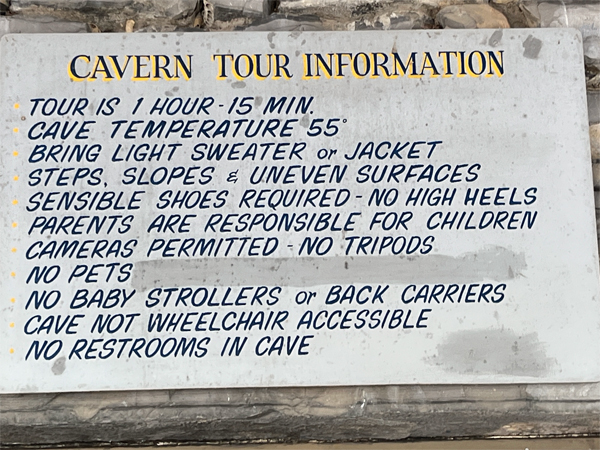 CAVERN TOUR INFORMATION
· TOUR IS 1 HOUR - 15 MIN.
· CAVE TEMPERATURE 55°
· BRING LIGHT SWEATER or JACKET
· STEPS, SLOPES & UNEVEN SURFACES
· SENSIBLE SHOES REQUIRED - NO HIGH HEELS
· PARENTS ARE RESPONSIBLE FOR CHILDREN
· CAMERAS PERMITTED - NO TRIPODS
· NO PETS
· NO BABY STROLLERS or BACK CARRIERS
· CAVE NOT WHEELCHAIR ACCESSIBLE
· NO RESTROOMS IN CAVE